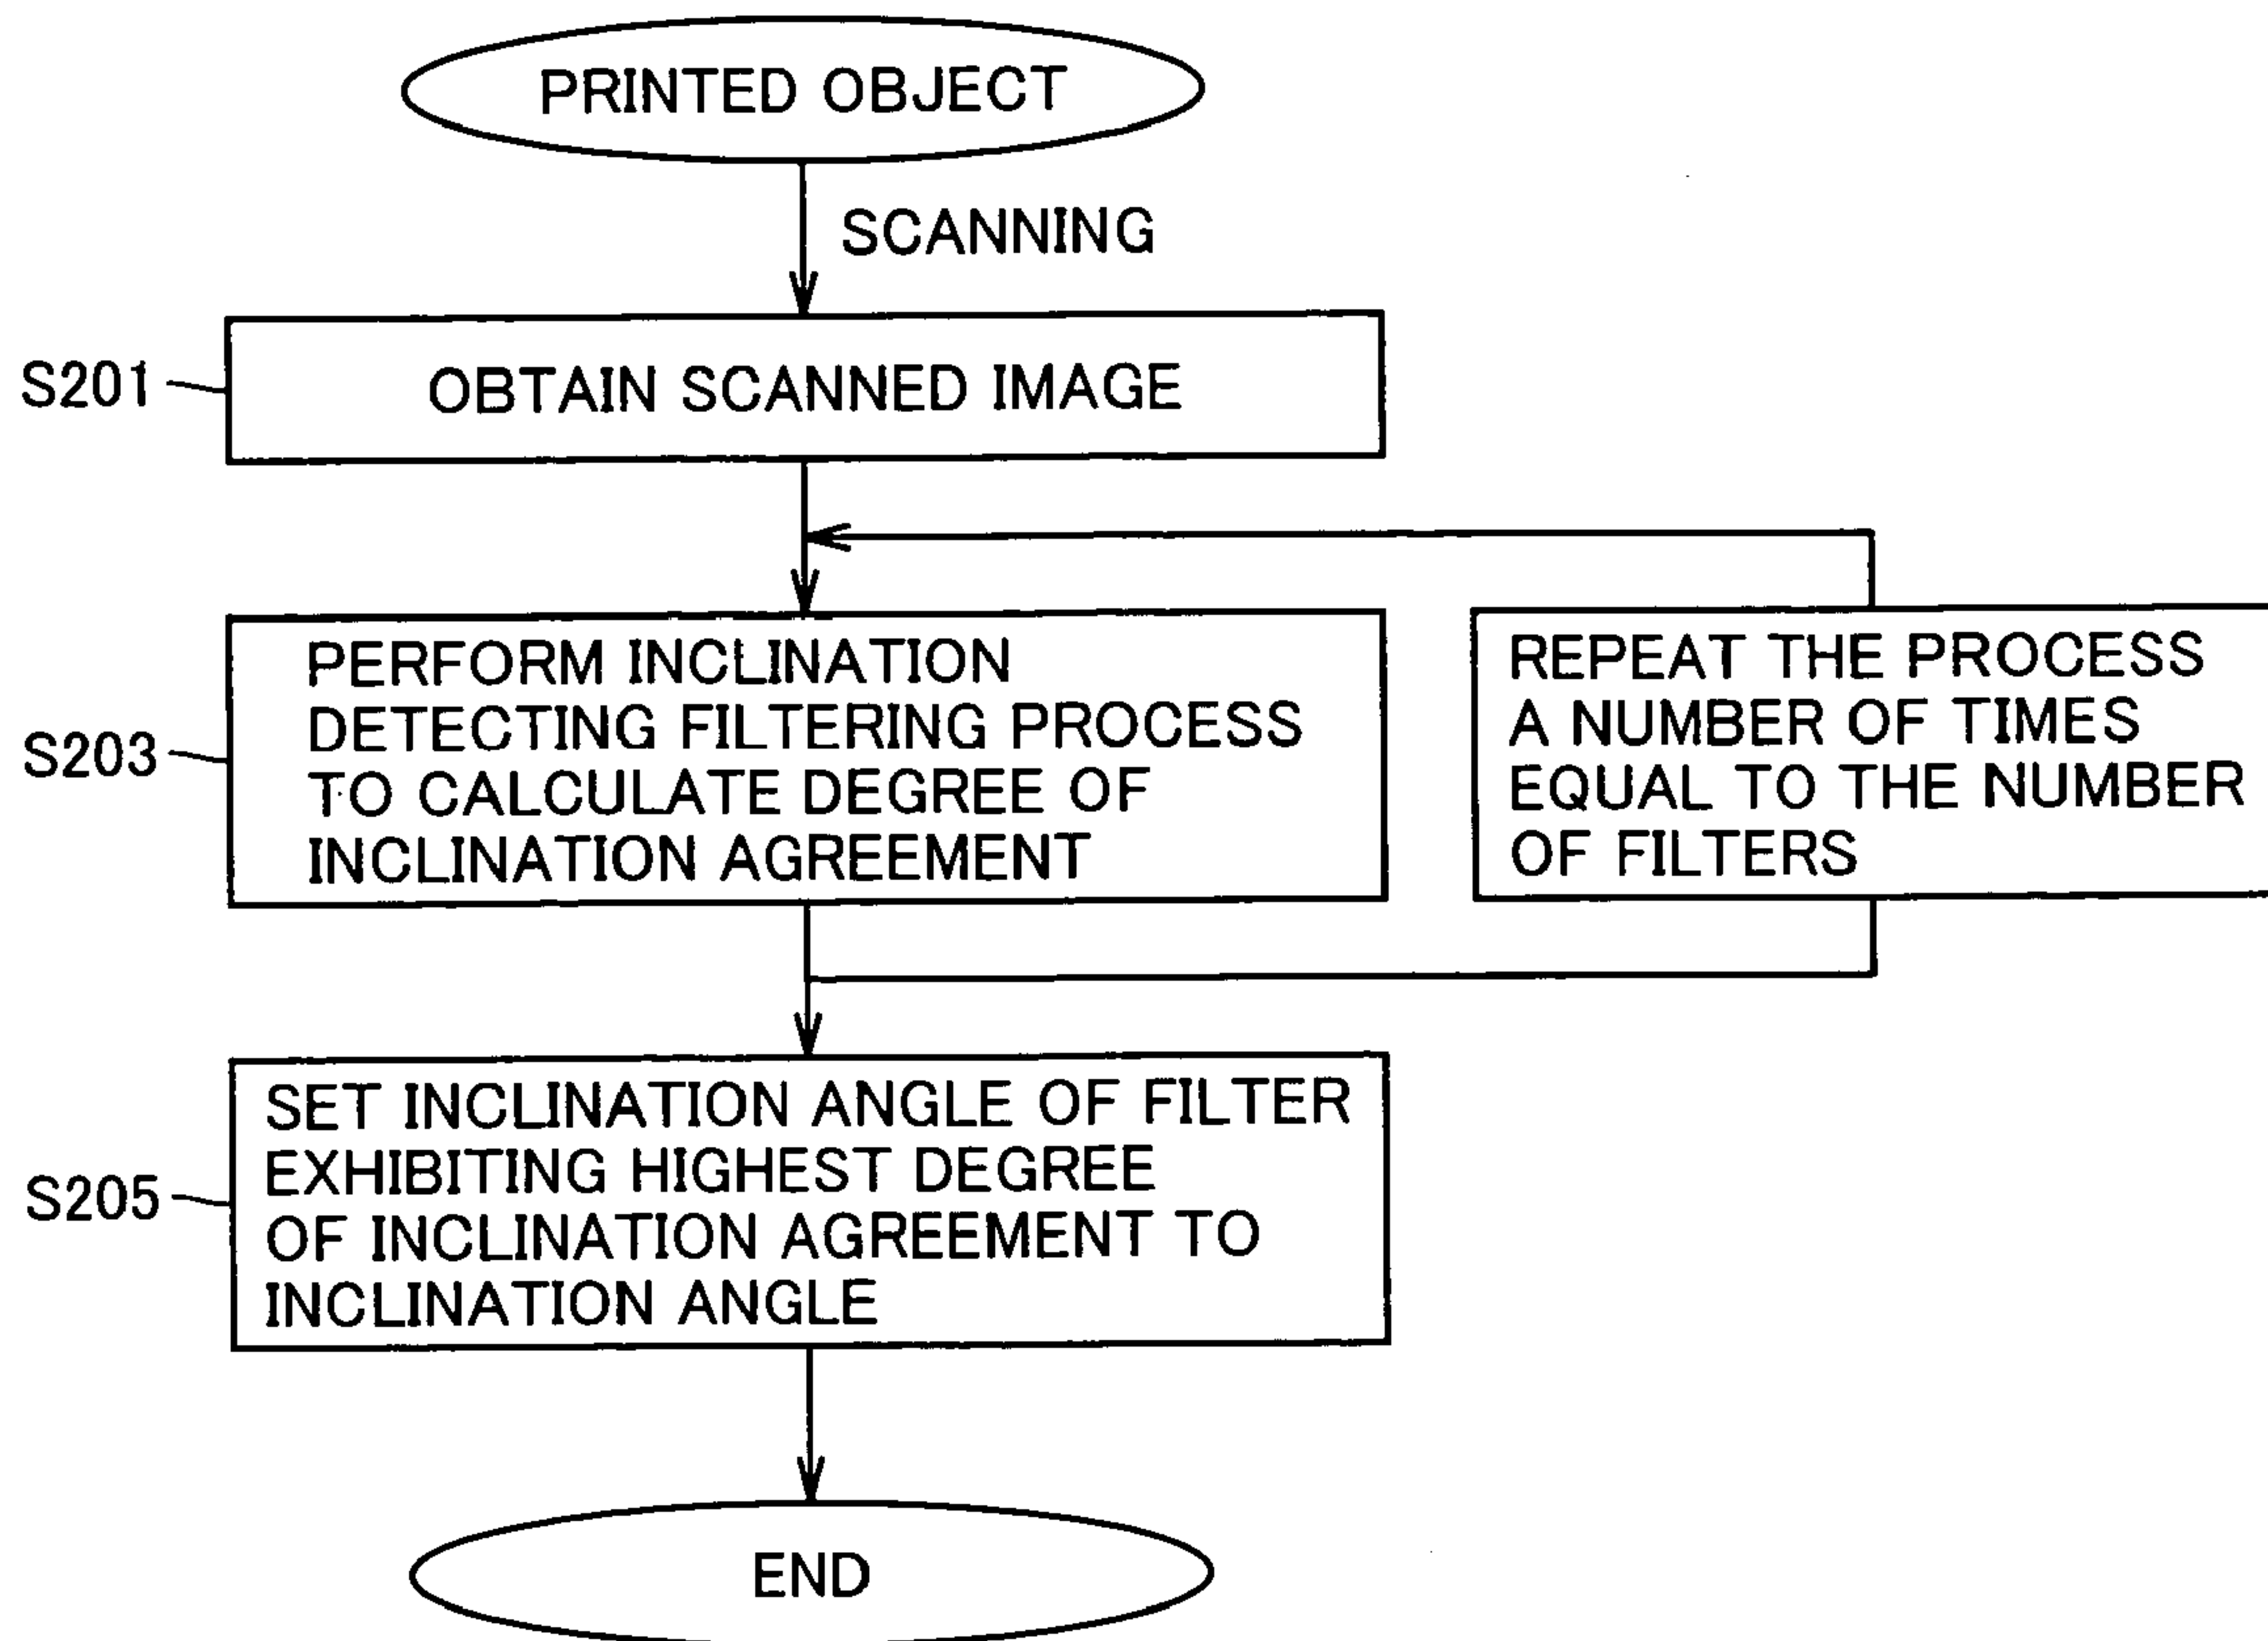 PRINTED OBJECT
SCANNING
S201
OBTAIN SCANNED IMAGE
S203
PERFORM INCLINATION
DETECTING FILTERING PROCESS
TO CALCULATE DEGREE OF
INCLINATION AGREEMENT
REPEAT THE PROCESS
A NUMBER OF TIMES
EQUAL TO THE NUMBER
OF FILTERS
S205
SET INCLINATION ANGLE OF FILTER
EXHIBITING HIGHEST DEGREE
OF INCLINATION AGREEMENT TO
INCLINATION ANGLE
END